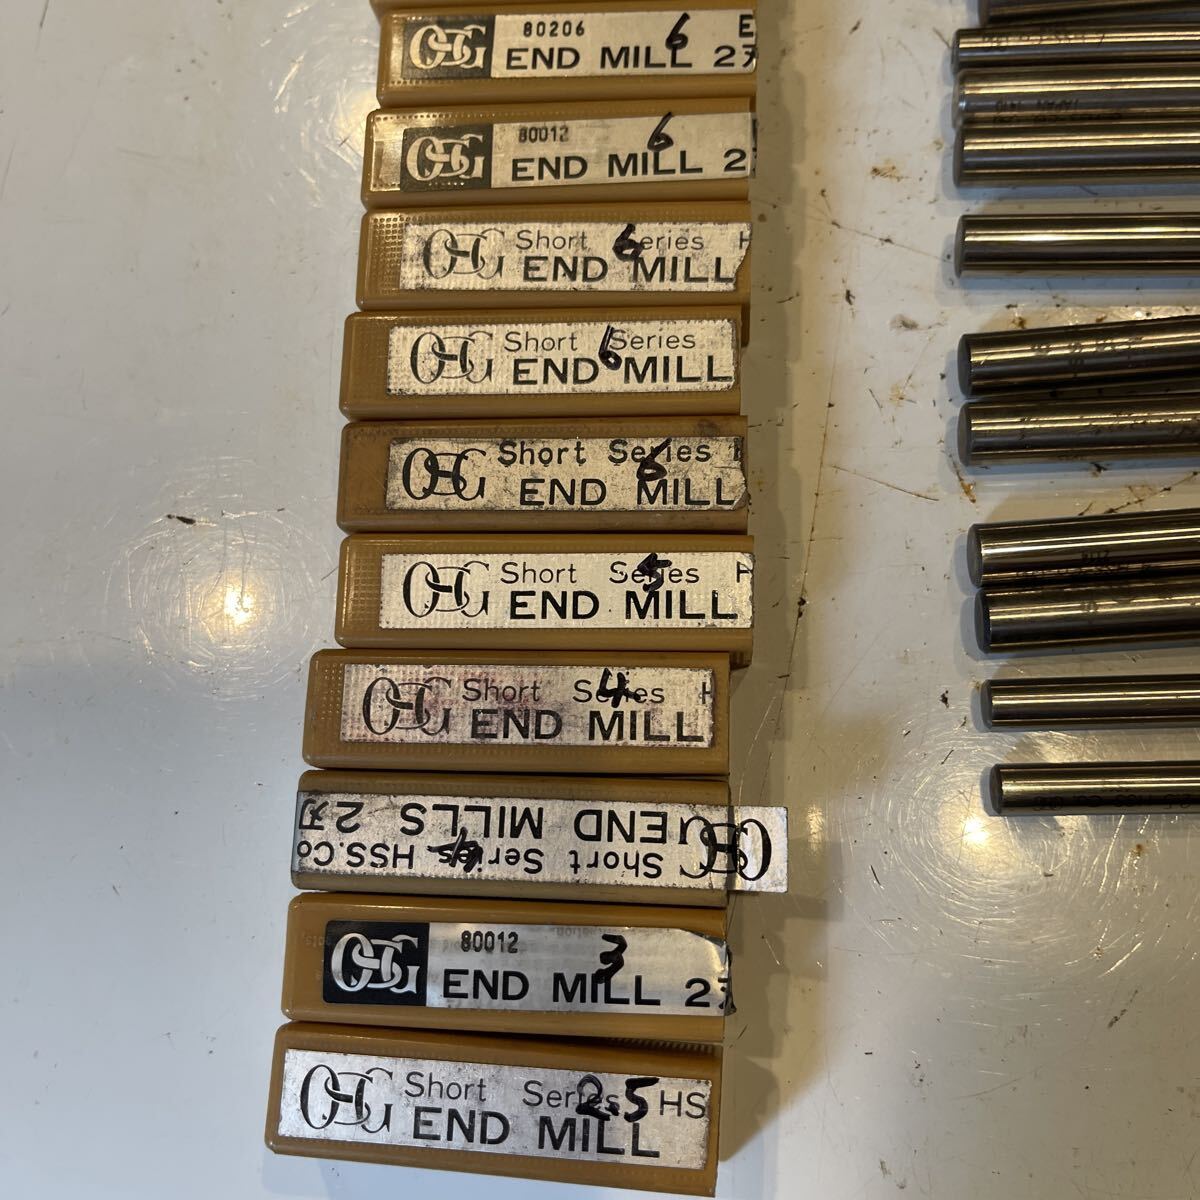 OSG 80206 6 E
END MILL 2刃
OSG 80012 6
END MILL 2
OSG Short Series H
6
END MILL
OSG Short Series
6
END MILL
OSG Short Series
6
END MILL
OSG Short Series H
5
END MILL
OSG Short Series H
4
END MILL
OSG Short Series HSS.Co
4
END MILLS 2刃
OSG 80012 3
END MILL 2刃
OSG Short Series HS
2.5
END MILL